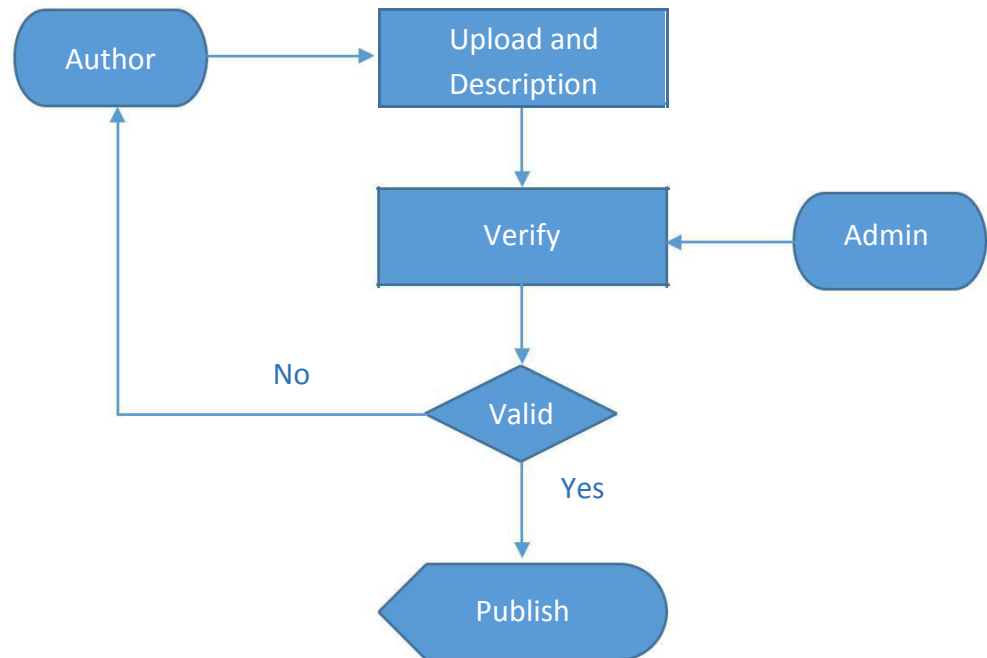 Author
Upload and
Description
Verify
Admin
No
Valid
Yes
Publish